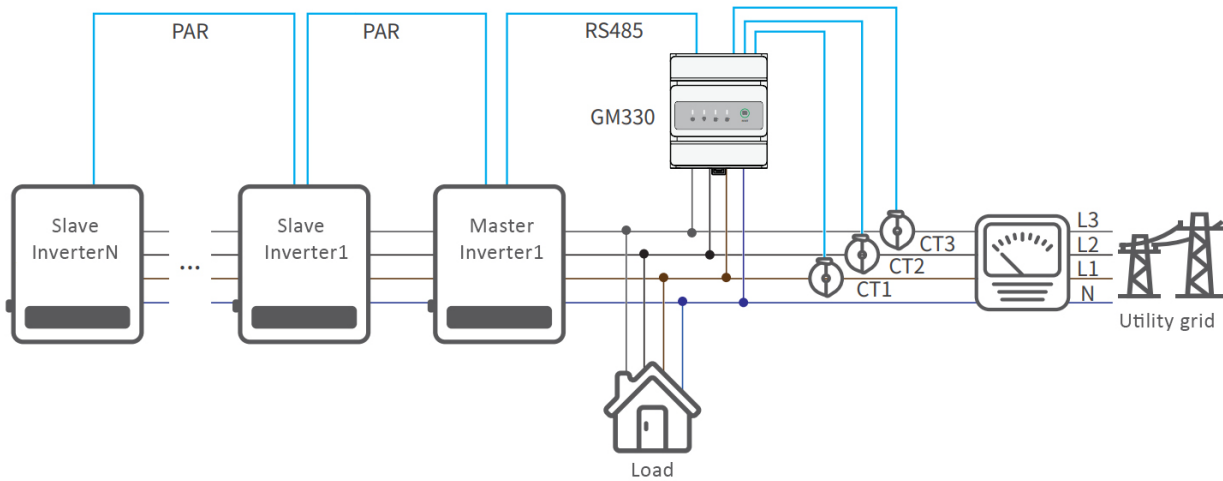 PAR
PAR
RS485
GM330
Slave
InverterN
...
Slave
Inverter1
Master
Inverter1
CT3
CT2
CT1
L3
L2
L1
N
Utility grid
Load